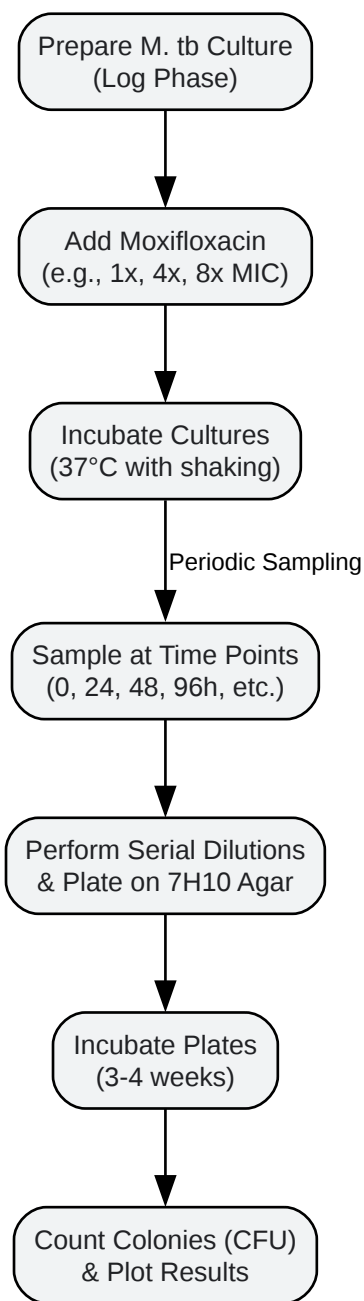 Prepare M. tb Culture
(Log Phase)
Add Moxifloxacin
(e.g., 1x, 4x, 8x MIC)
Incubate Cultures
(37°C with shaking)
Periodic Sampling
Sample at Time Points
(0, 24, 48, 96h, etc.)
Perform Serial Dilutions
& Plate on 7H10 Agar
Incubate Plates
(3-4 weeks)
Count Colonies (CFU)
& Plot Results